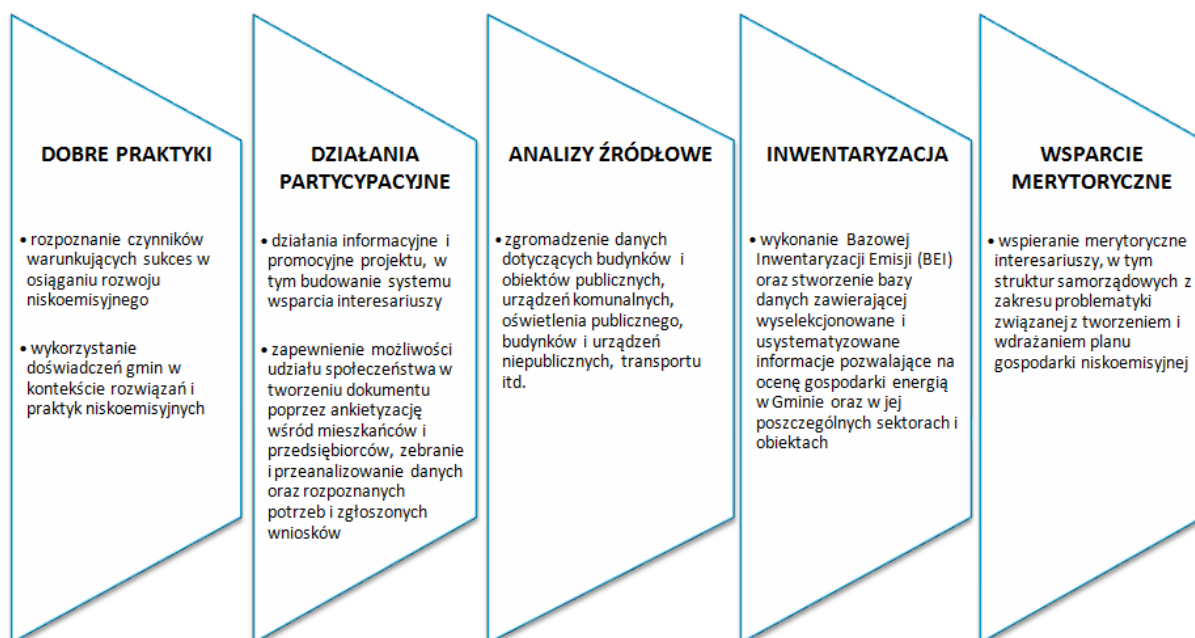 DOBRE PRAKTYKI
• rozpoznanie czynników
warunkujących sukces w
osiąganiu rozwoju
niskoemisyjnego
• wykorzystanie
doświadczeń gmin w
kontekście rozwiązań i
praktyk niskoemisyjnych
DZIAŁANIA
PARTYCYPACYJNE
• działania informacyjne i
promocyjne projektu, w
tym budowanie systemu
wsparcia interesariuszy
• zapewnienie możliwości
udziału społeczeństwa w
tworzeniu dokumentu
poprzez ankietyzację
wśród mieszkańców i
przedsiębiorców, zebranie
i przeanalizowanie danych
oraz rozpoznanych
potrzeb i zgłoszonych
wniosków
ANALIZY ŹRÓDŁOWE
• zgromadzenie danych
dotyczących budynków i
obiektów publicznych,
urządzeń komunalnych,
oświetlenia publicznego,
budynków i urządzeń
niepublicznych, transportu
itd.
INWENTARYZACJA
• wykonanie Bazowej
Inwentaryzacji Emisji (BEI)
oraz stworzenie bazy
danych zawierającej
wyselekcjonowane i
usystematyzowane
informacje pozwalające na
ocenę gospodarki energią
w Gminie oraz w jej
poszczególnych sektorach i
obiektach
WSPARCIE
MERYTORYCZNE
• wspieranie merytoryczne
interesariuszy, w tym
struktur samorządowych z
zakresu problematyki
związanej z tworzeniem i
wdrażaniem planu
gospodarki niskoemisyjnej